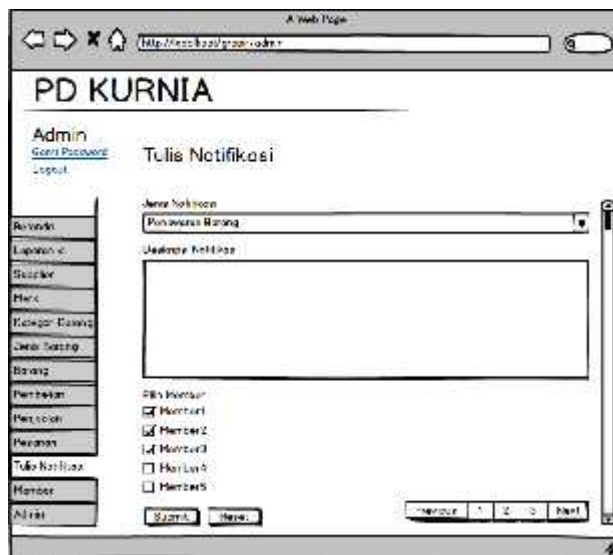 A Web Page
PD KURNIA
Admin
Ganti Password
Logout
Tulis Notifikasi
Jenis Notifikasi
Penawaran Barang
Deskripsi Notifikasi
Beranda
Laporan
Supplier
Merk
Kategori Barang
Jenis Barang
Barang
Pembelian
Penjualan
Pesanan
Tulis Notifikasi
Member
Admin
Pilih Member
Member1
Member2
Member3
Member4
Member5
Submit
Reset
Previous 1 2 3 Next